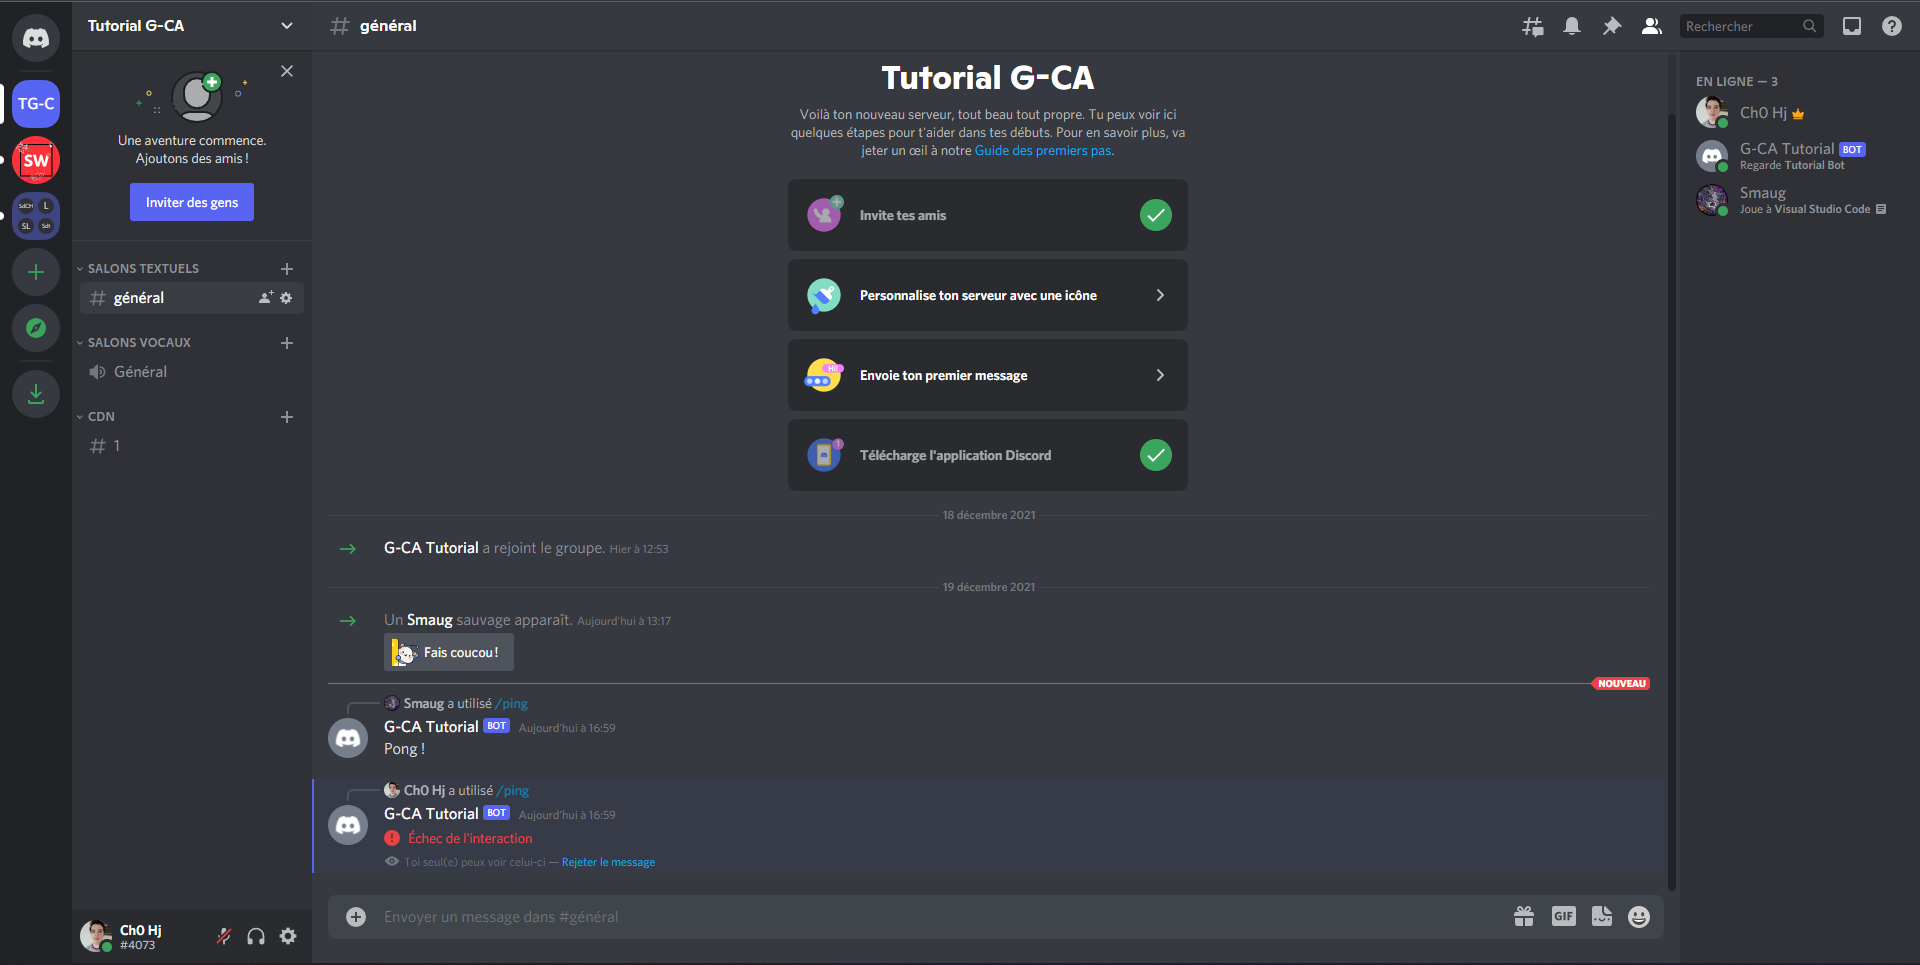 Tutorial G-CA
général
Rechercher
TG-C
SW
SdCH
L
SL
Sdt
Une aventure commence.
Ajoutons des amis !
Inviter des gens
SALONS TEXTUELS
général
SALONS VOCAUX
Général
CDN
1
Ch0 Hj
#4073
Tutorial G-CA
Voilà ton nouveau serveur, tout beau tout propre. Tu peux voir ici
quelques étapes pour t'aider dans tes débuts. Pour en savoir plus, va
jeter un œil à notre Guide des premiers pas.
Invite tes amis
Personnalise ton serveur avec une icône
Hi!
Envoie ton premier message
1
Télécharge l'application Discord
18 décembre 2021
G-CA Tutorial a rejoint le groupe. Hier à 12:53
19 décembre 2021
Un Smaug sauvage apparaît. Aujourd'hui à 13:17
Fais coucou !
NOUVEAU
Smaug a utilisé /ping
G-CA Tutorial BOT Aujourd'hui à 16:59
Pong !
Ch0 Hj a utilisé /ping
G-CA Tutorial BOT Aujourd'hui à 16:59
Échec de l'interaction
Toi seul(e) peux voir celui-ci — Rejeter le message
Envoyer un message dans #général
GIF
EN LIGNE — 3
Ch0 Hj
G-CA Tutorial BOT
Regarde Tutorial Bot
Smaug
Joue à Visual Studio Code